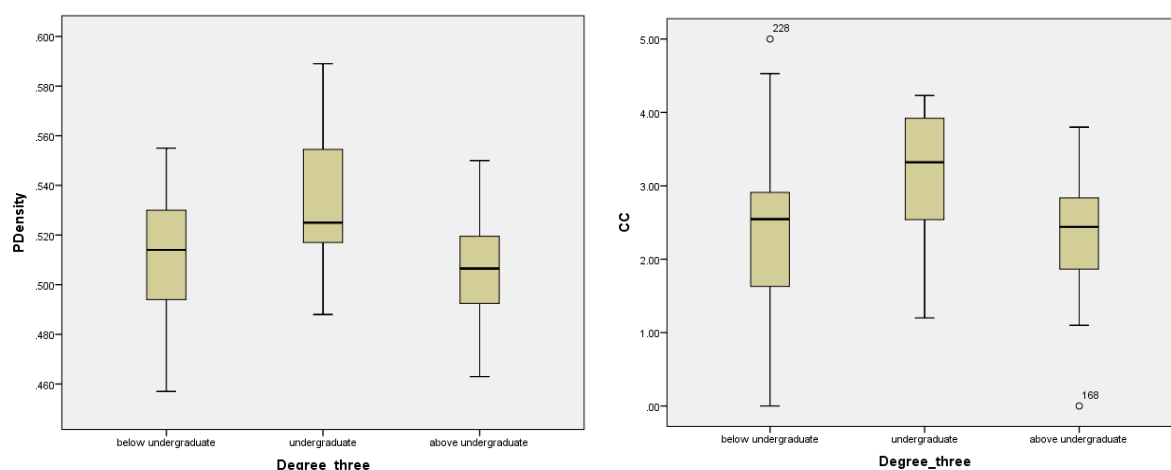 .600
.580
.560
.540
.520
.500
.480
.460
PDensity
below undergraduate
undergraduate
above undergraduate
Degree_three
5.00
4.00
3.00
2.00
1.00
.00
CC
228
168
below undergraduate
undergraduate
above undergraduate
Degree_three